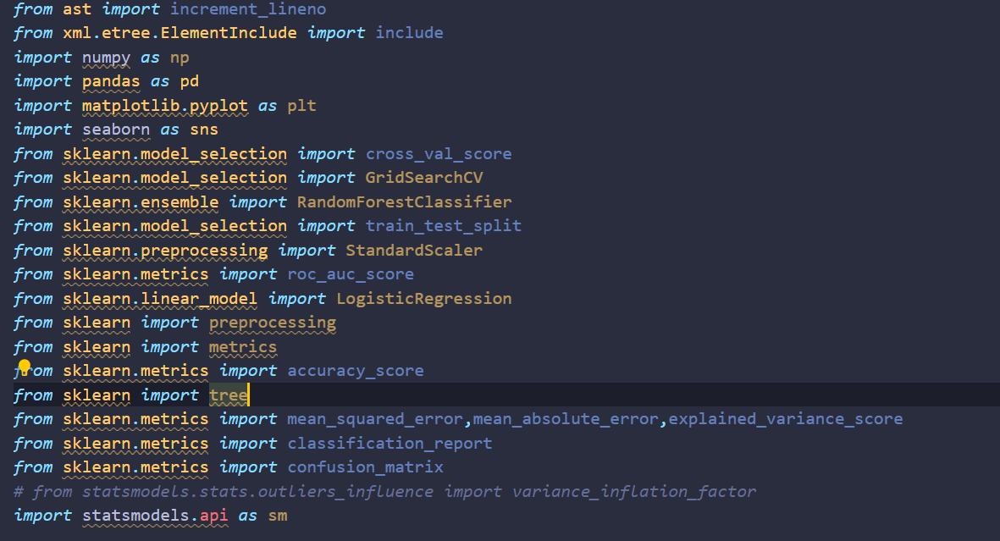 from ast import increment_lineno
from xml.etree.ElementInclude import include
import numpy as np
import pandas as pd
import matplotlib.pyplot as plt
import seaborn as sns
from sklearn.model_selection import cross_val_score
from sklearn.model_selection import GridSearchCV
from sklearn.ensemble import RandomForestClassifier
from sklearn.model_selection import train_test_split
from sklearn.preprocessing import StandardScaler
from sklearn.metrics import roc_auc_score
from sklearn.linear_model import LogisticRegression
from sklearn import preprocessing
from sklearn import metrics
from sklearn.metrics import accuracy_score
from sklearn import tree
from sklearn.metrics import mean_squared_error,mean_absolute_error,explained_variance_score
from sklearn.metrics import classification_report
from sklearn.metrics import confusion_matrix
# from statsmodels.stats.outliers_influence import variance_inflation_factor
import statsmodels.api as sm